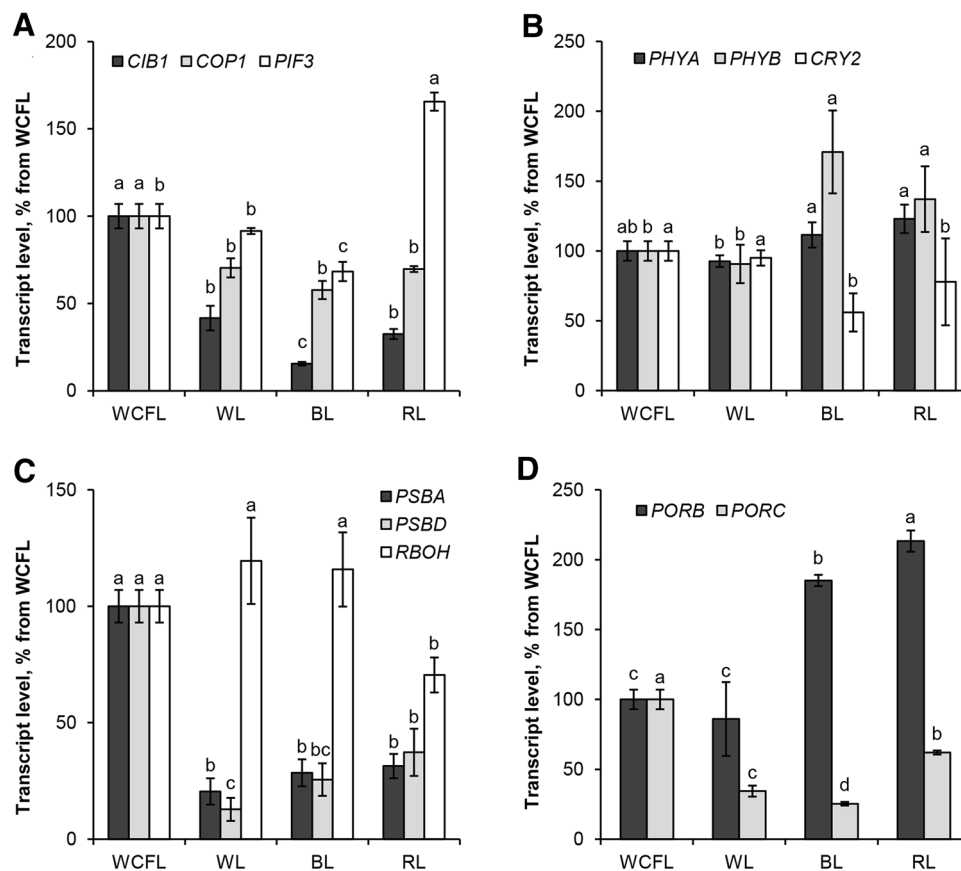 A
200
150
100
50
0
Transcript level, % from WCFL
CIB1 COP1 PIF3
a a b
b b b
c b c
b b a
WCFL WL BL RL
B
250
200
150
100
50
0
Transcript level, % from WCFL
PHYA PHYB CRY2
ab b a
b b a
a a b
a a b
WCFL WL BL RL
C
150
100
50
0
Transcript level, % from WCFL
PSBA
PSBD
RBOH
a a a
b c a
b bc a
b b b
WCFL WL BL RL
D
250
200
150
100
50
0
Transcript level, % from WCFL
PORB PORC
c a
c c
b d
a b
WCFL WL BL RL